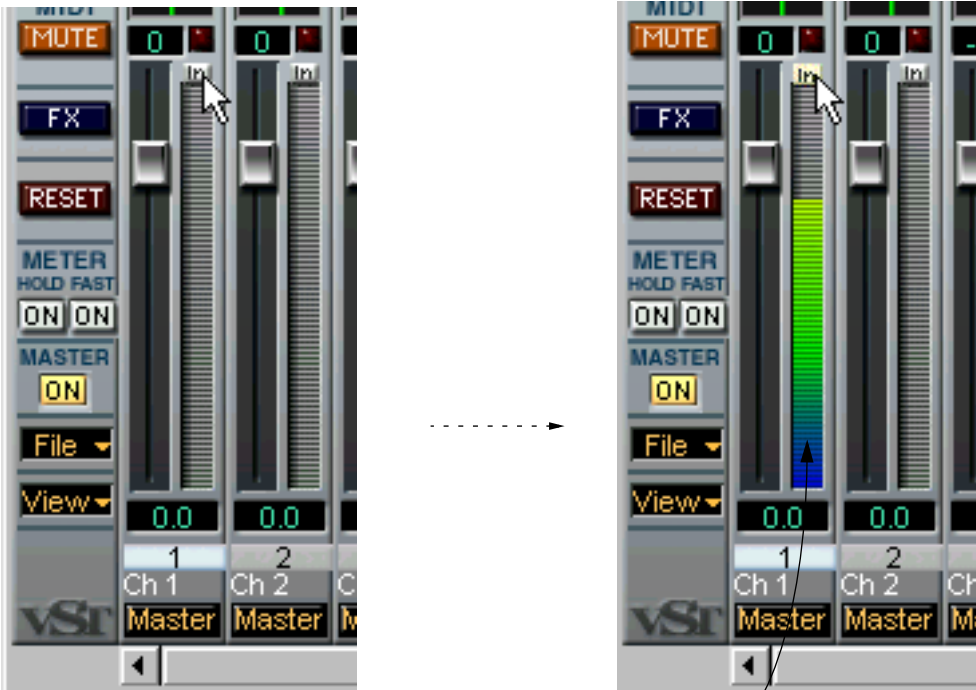 MIDI
MUTE 0 0
In In
FX
RESET
METER
HOLD FAST
ON ON
MASTER
ON
File
View
0.0 0.0
1 2
Ch 1 Ch 2 C
VST Master Master M
MIDI
MUTE 0 0 -
In In
FX
RESET
METER
HOLD FAST
ON ON
MASTER
ON
File
View
0.0 0.0
1 2
Ch 1 Ch 2 Ch
VST Master Master M